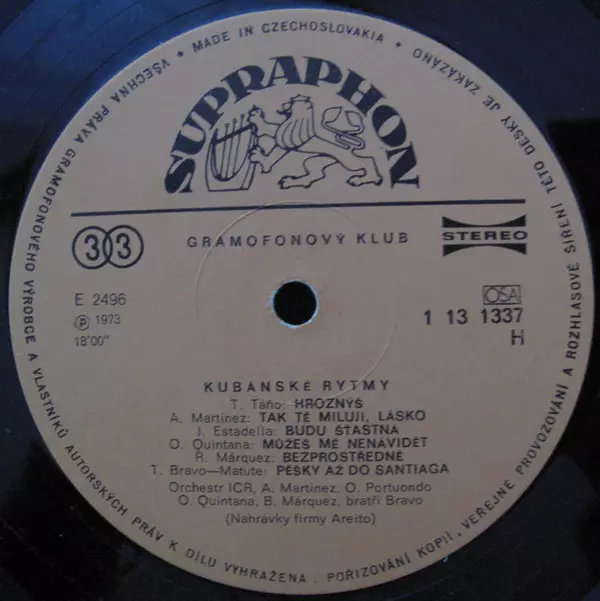 VŠECHNA PRÁVA GRAMOFONOVÉHO VÝROBCE A VLASTNÍKŮ AUTORSKÝCH PRÁV K DÍLU VYHRAŽENA. POŘIZOVÁNÍ KOPIÍ, VEŘEJNÉ PROVOZOVÁNÍ A ROZHLASOVÉ ŠÍŘENÍ TÉTO DESKY JE ZAKÁZÁNO
• MADE IN CZECHOSLOVAKIA •
SUPRAPHON
33
GRAMOFONOVÝ KLUB
STEREO
E 2496
℗ 1973
18'00"
OSA
1 13 1337
H
KUBÁNSKÉ RYTMY
T. Taňo: HROZNÝŠ
A. Martinez: TAK TĚ MILUJI, LÁSKO
J. Estadella: BUDU ŠŤASTNA
O. Quintana: MŮŽEŠ MĚ NENÁVIDĚT
R. Márquez: BEZPROSTŘEDNĚ
T. Bravo—Matute: PĚŠKY AŽ DO SANTIAGA
Orchestr ICR, A. Martinez, O. Portuondo
O. Quintana, B. Márquez, bratři Bravo
(Nahrávky firmy Areito)